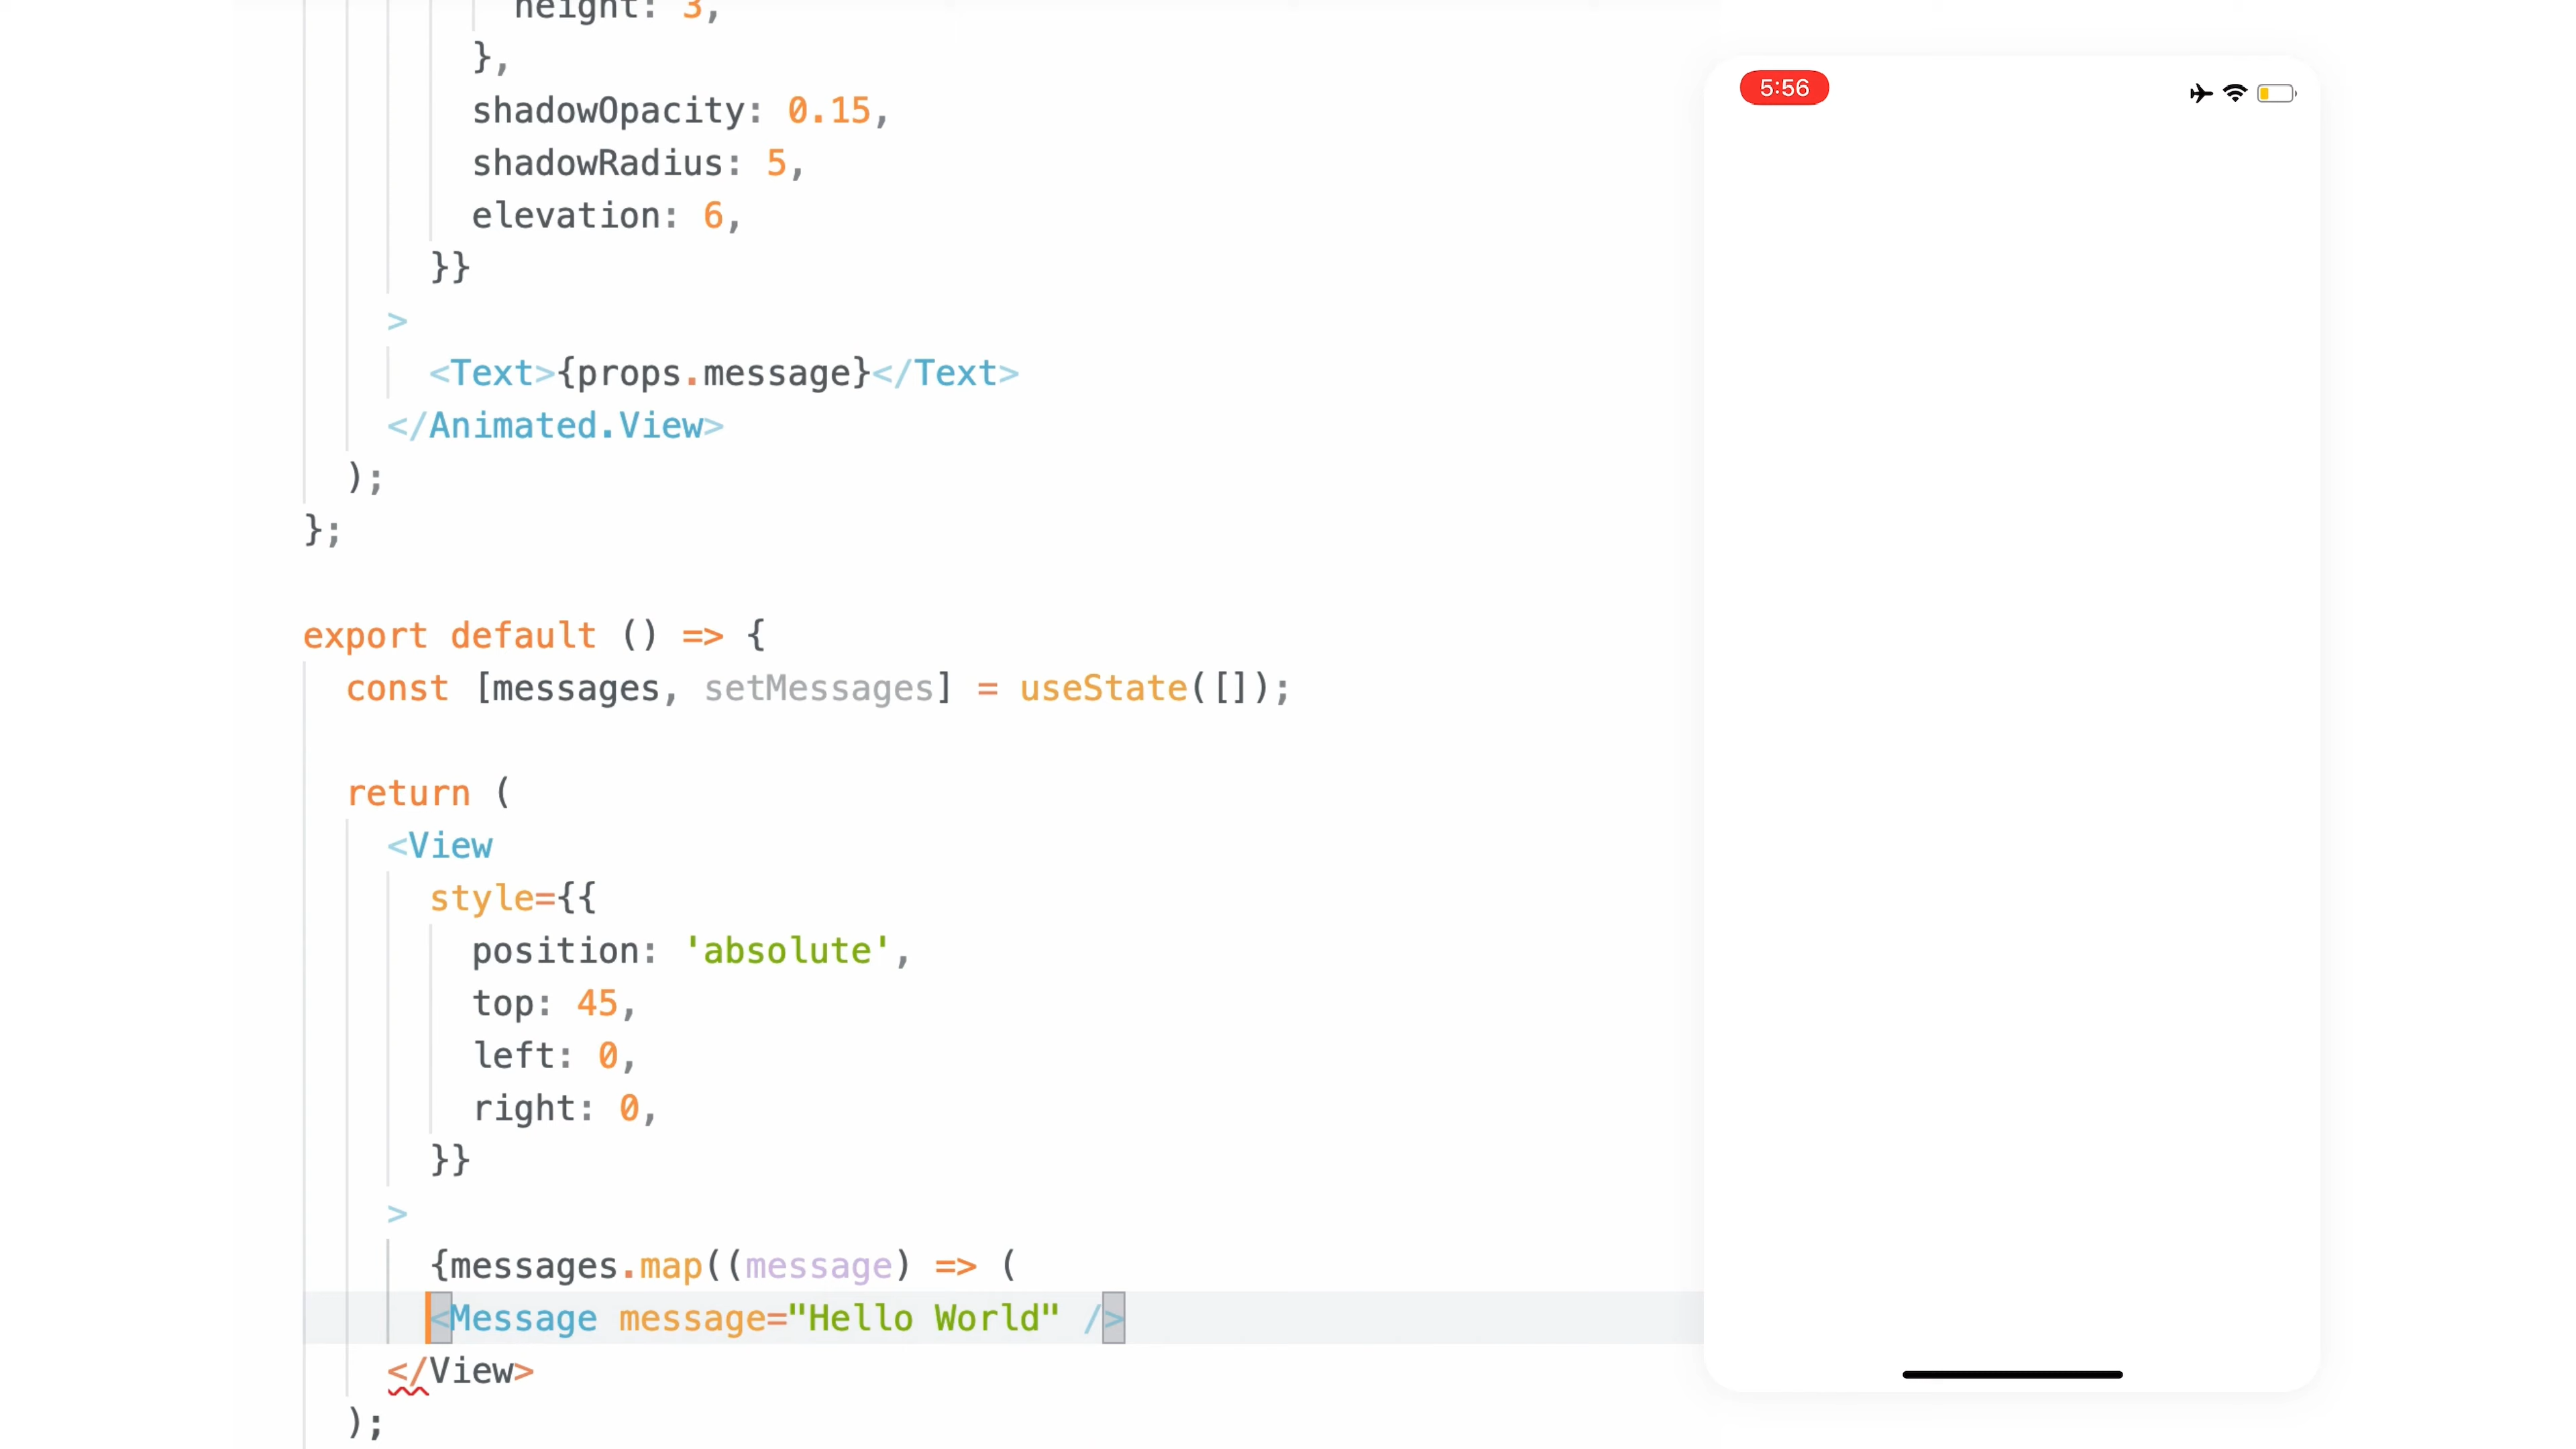 height: 3,
},
shadowOpacity: 0.15,
shadowRadius: 5,
elevation: 6,
}}
>
<Text>{props.message}</Text>
</Animated.View>
);
};
export default () => {
const [messages, setMessages] = useState([]);
return (
<View
style={{
position: 'absolute',
top: 45,
left: 0,
right: 0,
}}
>
{messages.map((message) => (
<Message message="Hello World" />
</View>
);
5:56